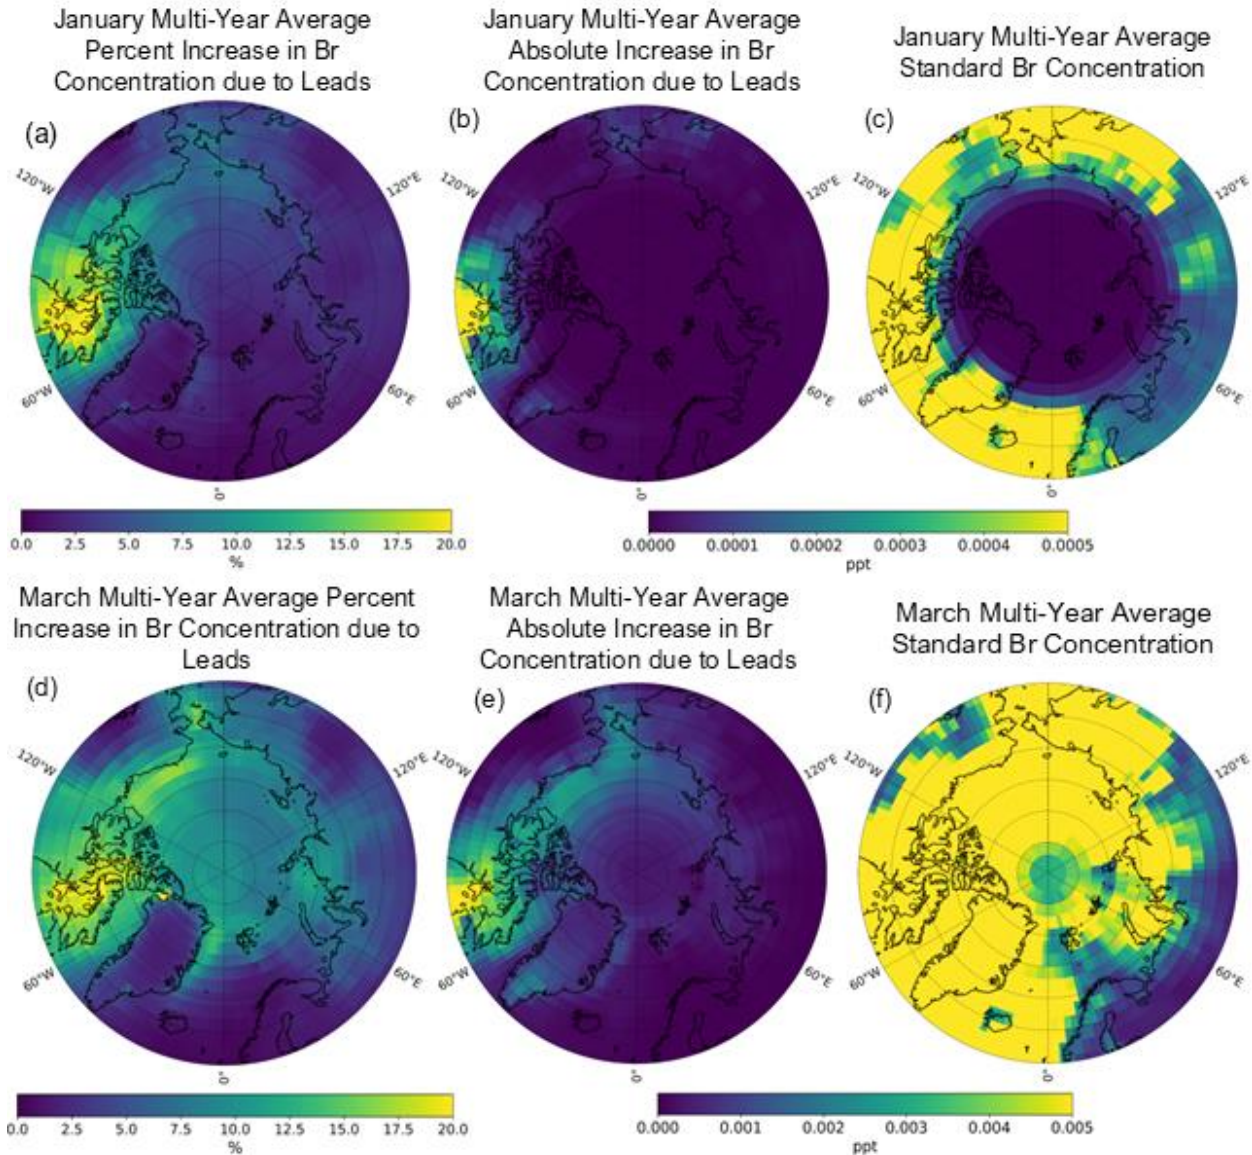 January Multi-Year Average
Percent Increase in Br
Concentration due to Leads
January Multi-Year Average
Absolute Increase in Br
Concentration due to Leads
January Multi-Year Average
Standard Br Concentration
(a)
(b)
(c)
120°W
120°E
120°W
120°E
120°W
120°E
60°W
60°E
60°W
60°E
60°W
60°E
0°
0°
0°
0.0 2.5 5.0 7.5 10.0 12.5 15.0 17.5 20.0
%
0.0000 0.0001 0.0002 0.0003 0.0004 0.0005
ppt
March Multi-Year Average Percent
Increase in Br Concentration due to
Leads
March Multi-Year Average
Absolute Increase in Br
Concentration due to Leads
March Multi-Year Average
Standard Br Concentration
(d)
(e)
(f)
120°W
120°E
120°W
120°E
120°W
120°E
60°W
60°E
60°W
60°E
60°W
60°E
0°
0°
0°
0.0 2.5 5.0 7.5 10.0 12.5 15.0 17.5 20.0
%
0.000 0.001 0.002 0.003 0.004 0.005
ppt